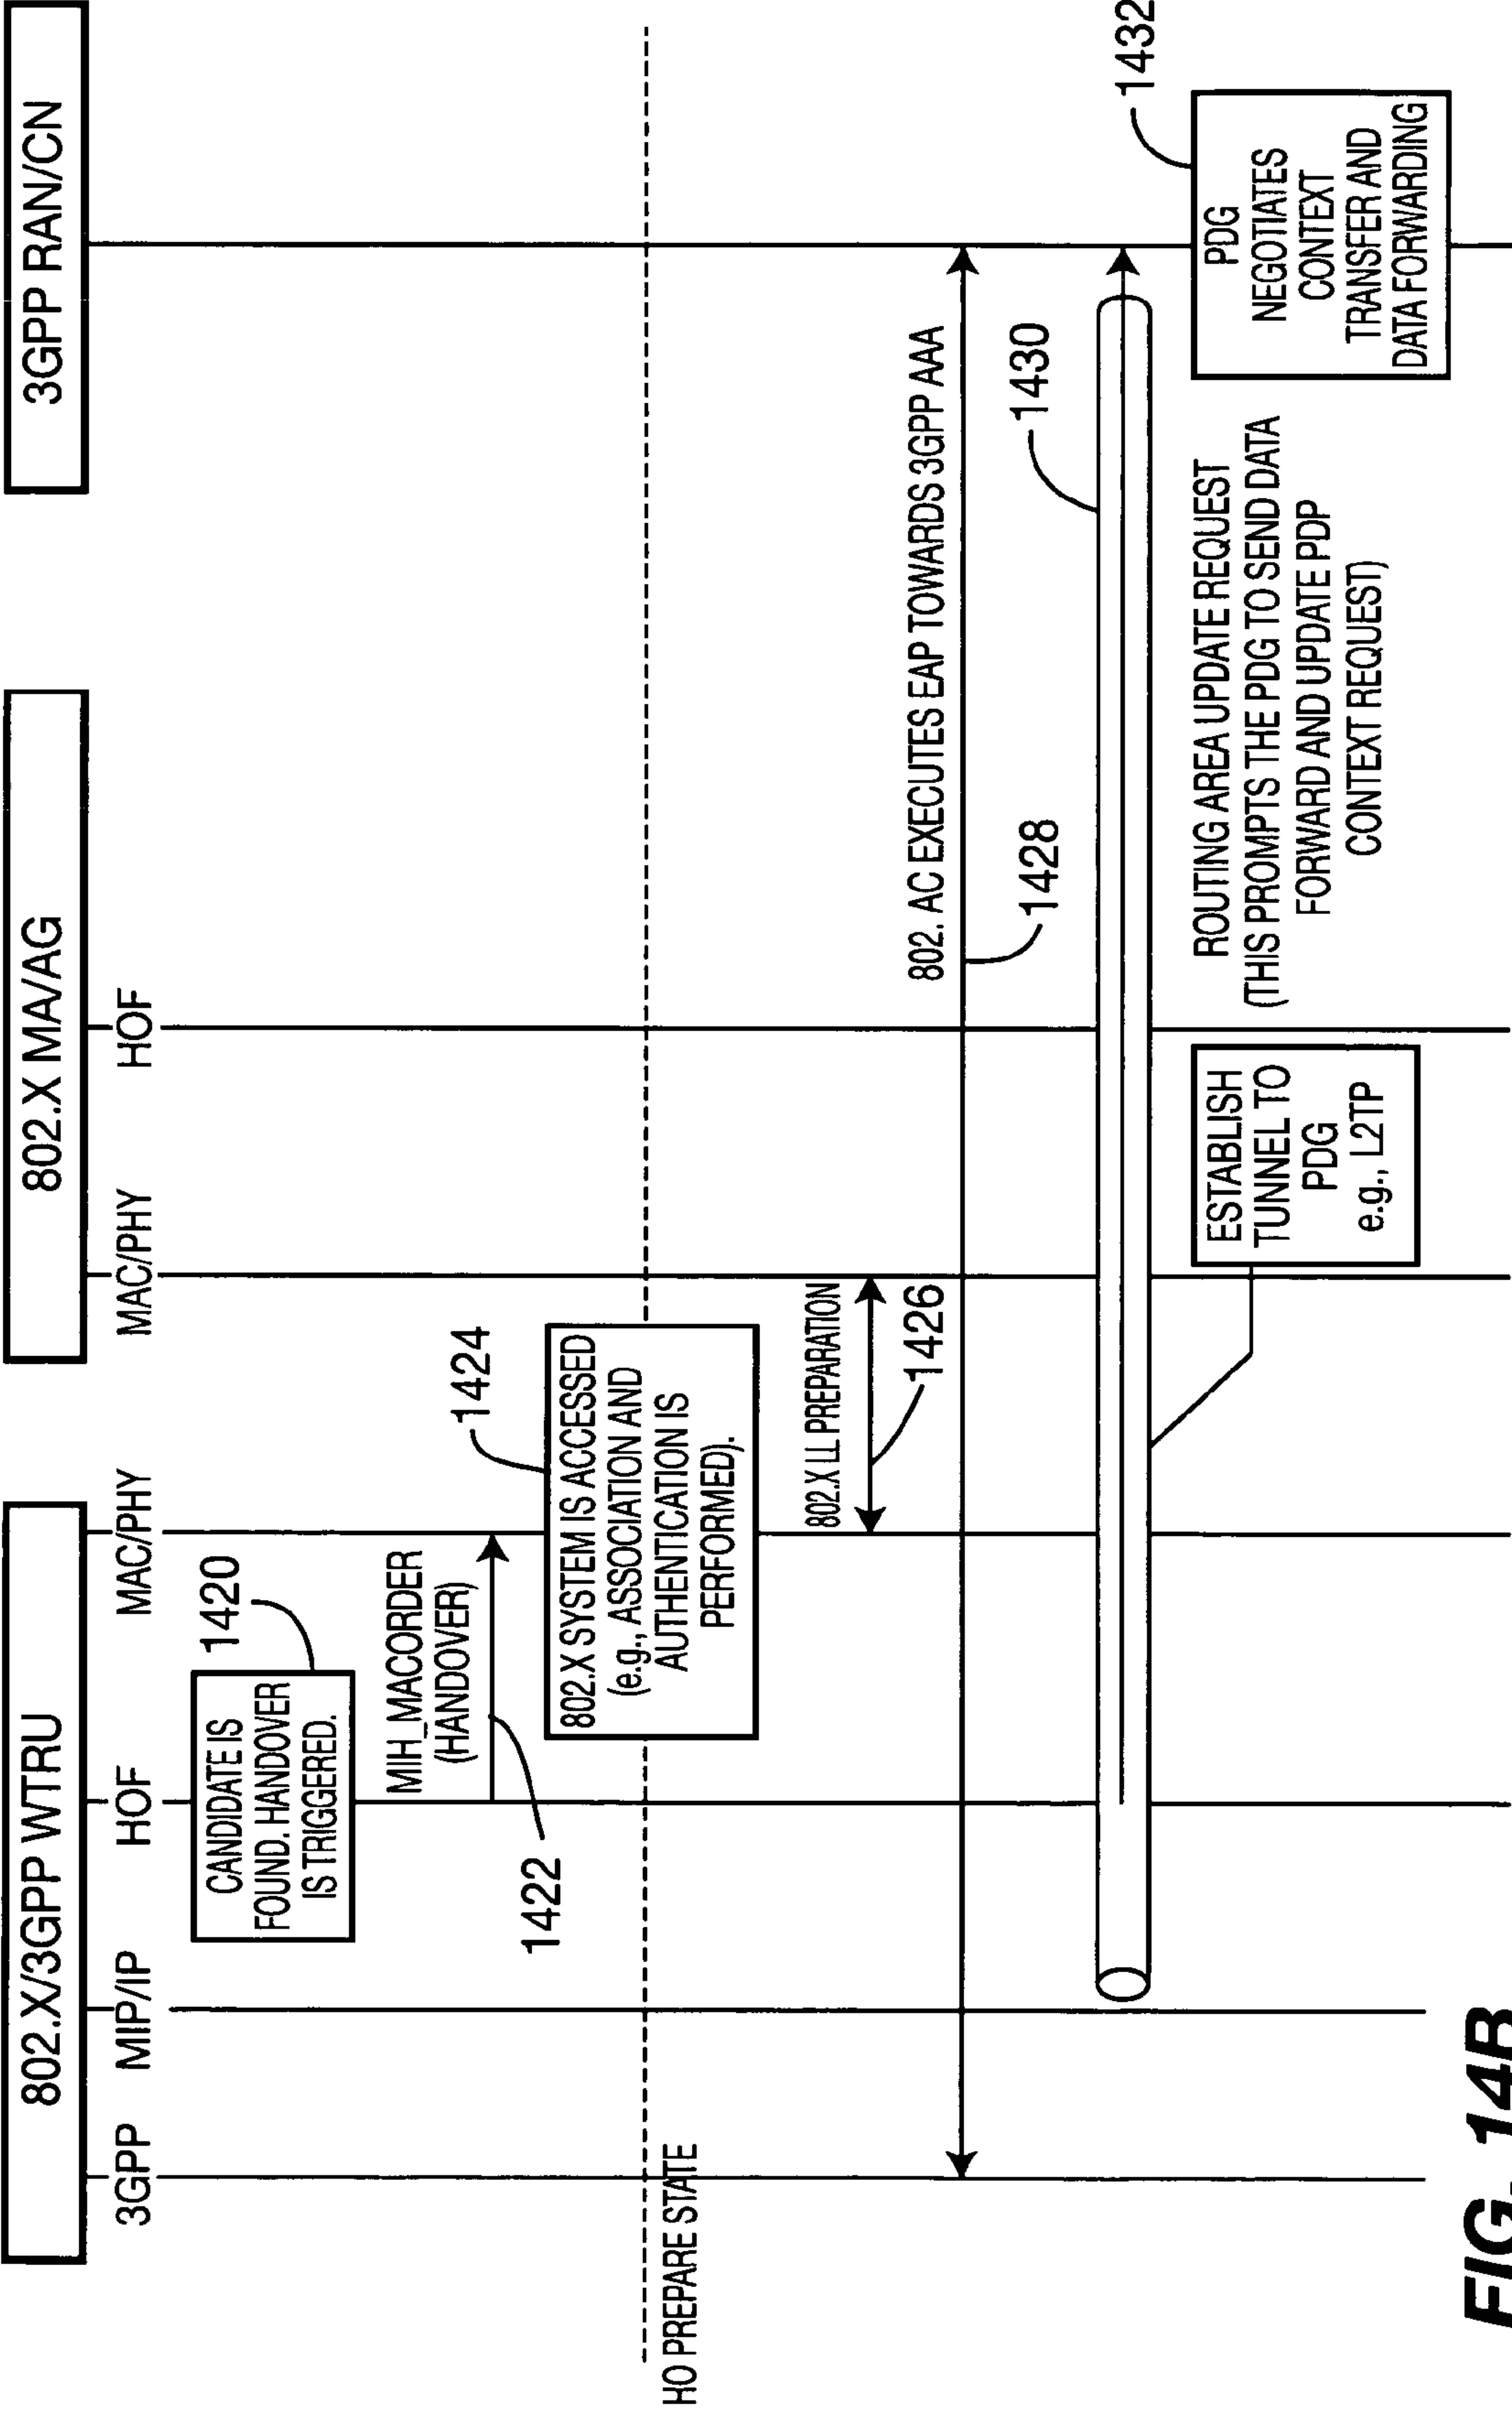 802.X/3GPP WTRU
802.X MA/AG
3GPP RAN/CN
3GPP
MIP/IP
HOF
MAC/PHY
MAC/PHY
HOF
CANDIDATE IS
FOUND. HANDOVER
IS TRIGGERED.
1420
MIH_MACORDER
(HANDOVER)
1422
1424
802.X SYSTEM IS ACCESSED
(e.g., ASSOCIATION AND
AUTHENTICATION IS
PERFORMED).
HO PREPARE STATE
802.X LL PREPARATION
1426
802. AC EXECUTES EAP TOWARDS 3GPP AAA
1428
1430
1432
ESTABLISH
TUNNEL TO
PDG
e.g., L2TP
ROUTING AREA UPDATE REQUEST
(THIS PROMPTS THE PDG TO SEND DATA
FORWARD AND UPDATE PDP
CONTEXT REQUEST)
PDG
NEGOTIATES
CONTEXT
TRANSFER AND
DATA FORWARDING
FIG. 14B